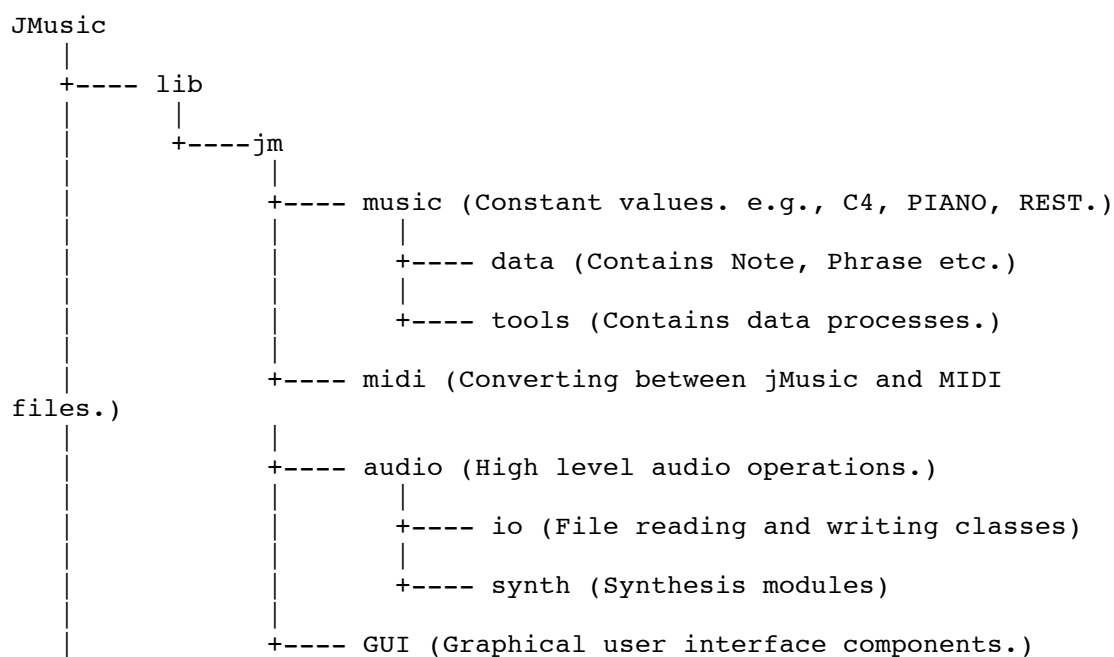 JMusic
|
+---- lib
|        |
|        +----jm
|              |
|              +---- music (Constant values. e.g., C4, PIANO, REST.)
|              |        |
|              |        +---- data (Contains Note, Phrase etc.)
|              |        |
|              |        +---- tools (Contains data processes.)
|              |
|              +---- midi (Converting between jMusic and MIDI
files.)
|              |
|              +---- audio (High level audio operations.)
|              |        |
|              |        +---- io (File reading and writing classes)
|              |        |
|              |        +---- synth (Synthesis modules)
|              |
|              +---- GUI (Graphical user interface components.)